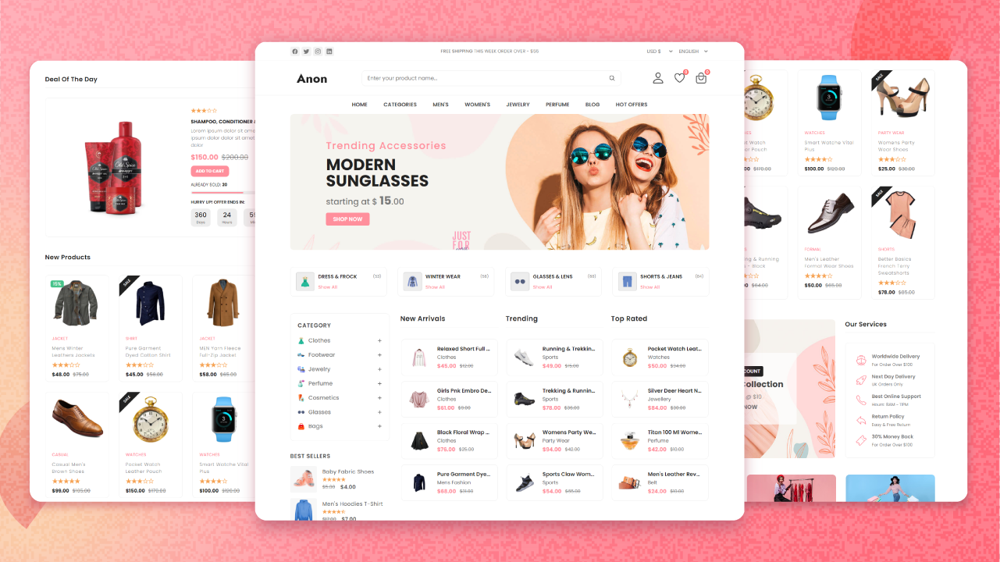 Deal Of The Day
SHAMPOO, CONDITIONER &
Lorem ipsum dolor sit ame
ipsum dolor dolor sit amet
dolor
$150.00 $200.00
ADD TO CART
ALREADY SOLD: 20
HURRY UP! OFFER ENDS IN:
360 24 59
Days Hours
Old Spice
Old Spice
New Products
15% SALE
JACKET SHIRT JACKET
Mens Winter Pure Garment MEN Yarn Fleece
Leathers Jackets Dyed Cotton Shirt Full-Zip Jacket
$48.00 $75.00 $45.00 $56.00 $58.00 $65.00
SALE
CASUAL WATCHES WATCHES
Casual Men's Pocket Watch Smart Watche Vital
Brown Shoes Leather Pouch Plus
$99.00 $105.00 $150.00 $170.00 $100.00 $120.00
FREE SHIPPING THIS WEEK ORDER OVER - $55
USD $ ENGLISH
Anon
Enter your product name...
0 0
HOME CATEGORIES MEN'S WOMEN'S JEWELRY PERFUME BLOG HOT OFFERS
Trending Accessories
MODERN
SUNGLASSES
starting at $ 15.00
SHOP NOW
JUST
FOR
DRESS & FROCK (53)
Show All
WINTER WEAR (58)
Show All
GLASSES & LENS (68)
Show All
SHORTS & JEANS (84)
Show All
CATEGORY
Clothes +
Footwear +
Jewelry +
Perfume +
Cosmetics +
Glasses +
Bags +
BEST SELLERS
Baby Fabric Shoes
$5.00 $4.00
Men's Hoodies T-Shirt
$17.00 $7.00
New Arrivals
Relaxed Short Full ...
Clothes
$45.00 $12.00
Girls Pnk Embro De...
Clothes
$61.00 $9.00
Black Floral Wrap ...
Clothes
$76.00 $25.00
Pure Garment Dye...
Mens Fashion
$68.00 $31.00
Trending
Running & Trekkin...
Sports
$49.00 $15.00
Trekking & Runnin...
Sports
$78.00 $36.00
Womens Party We...
Party Wear
$94.00 $42.00
Sports Claw Wom...
Sports
$54.00 $65.00
Top Rated
Pocket Watch Leat...
Watches
$50.00 $34.00
Silver Deer Heart N...
Jewellery
$84.00 $30.00
Titan 100 Ml Wome...
Perfume
$42.00 $10.00
Men's Leather Rev...
Belt
$24.00 $10.00
SALE
HES WATCHES PARTY WEAR
et Watch Smart Watche Vital Womens Party
er Pouch Plus Wear Shoes
00 $170.00 $100.00 $120.00 $25.00 $30.00
SALE
FORMAL SHORTS
ng & Running Men's Leather Better Basics
s - Black Formal Wear Shoes French Terry
Sweatshorts
$64.00 $50.00 $65.00
$78.00 $85.00
COUNT
Collection
@ $10
NOW
Our Services
Worldwide Delivery
For Order Over $100
Next Day Delivery
UK Orders Only
Best Online Support
Hours: 8AM - 11PM
Return Policy
Easy & Free Return
30% Money Back
For Order Over $100